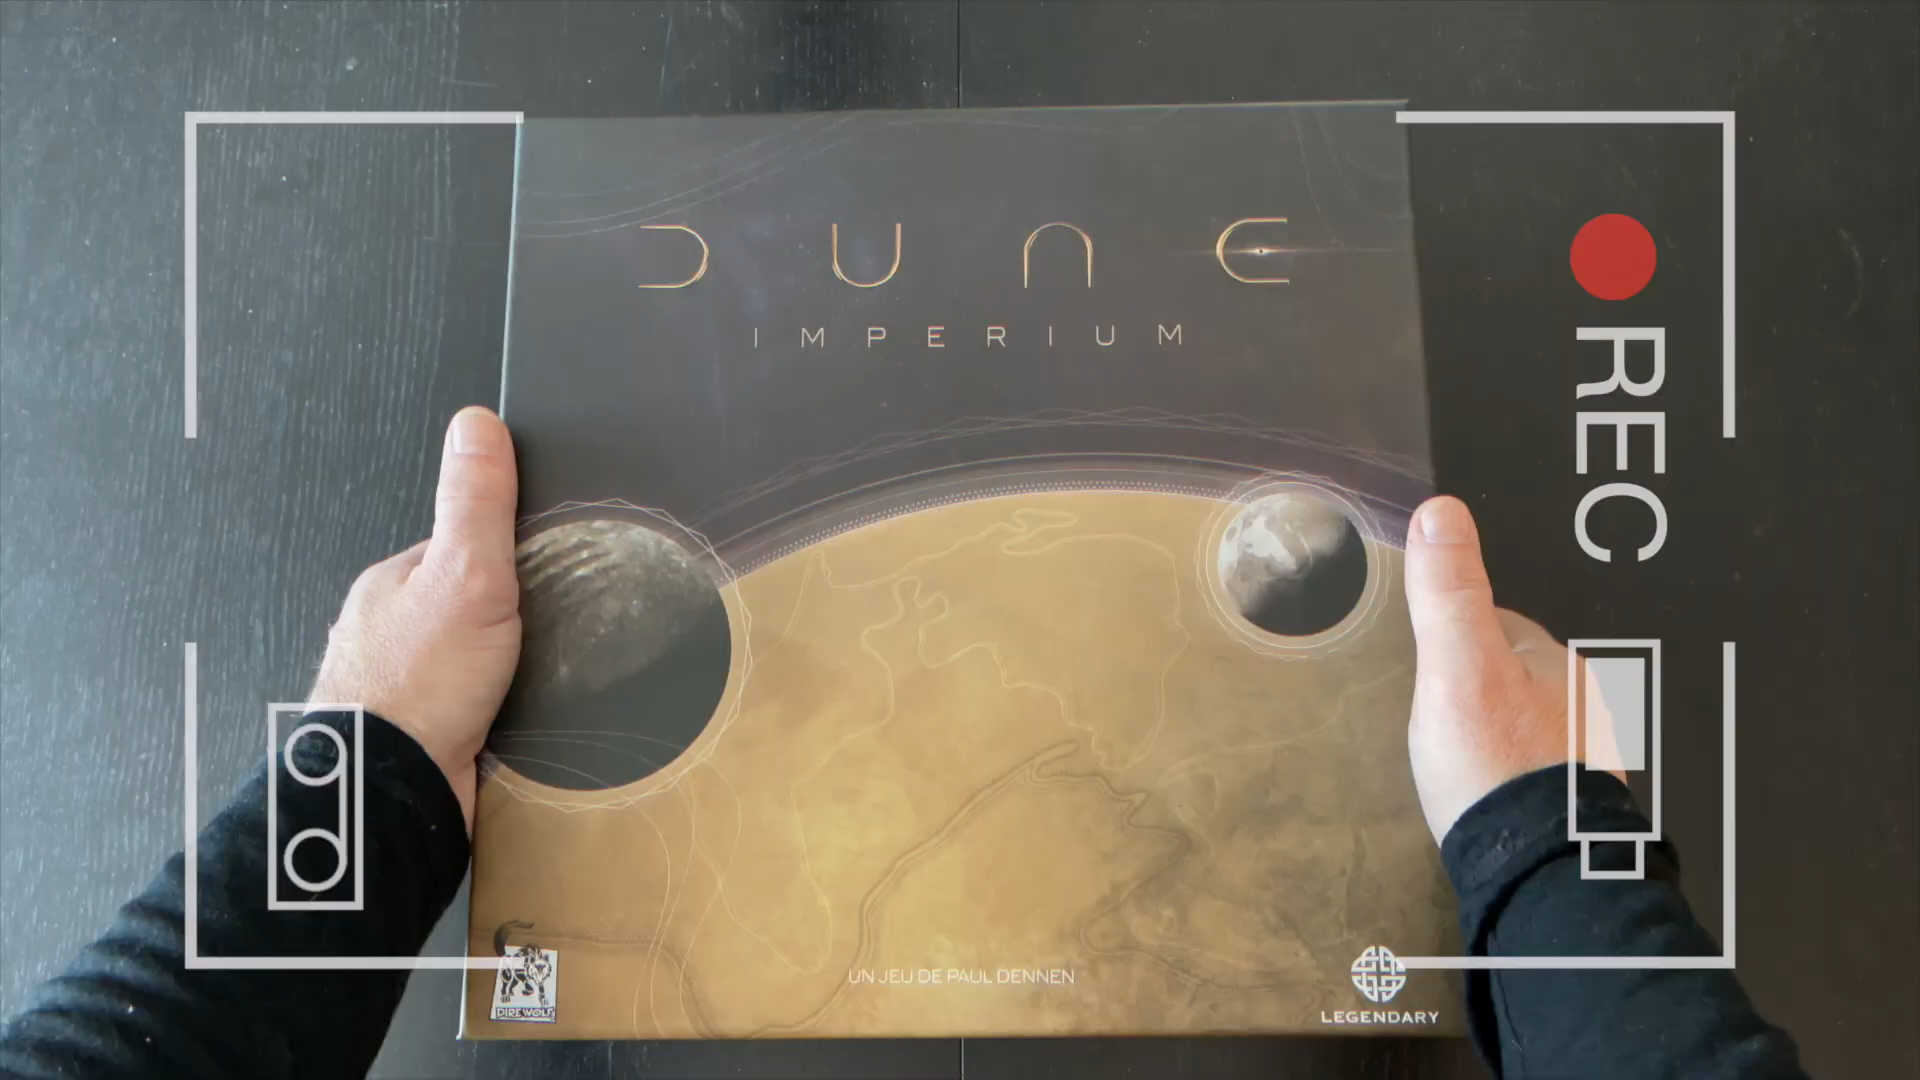 DUNE
IMPERIUM
REC
UN JEU DE PAUL DENNEN
DIRE WOLF
LEGENDARY